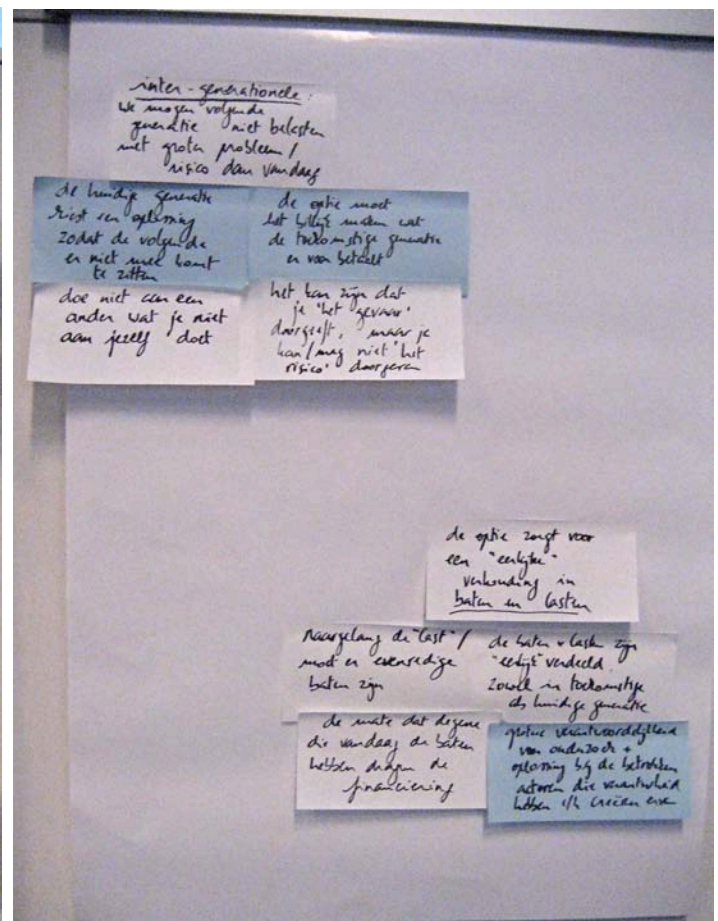 inter-generationele:
We mogen volgende
generatie niet belasten
met groter probleem /
risico dan vandaag
de huidige generatie
kiest een oplossing
zodat de volgende
er niet mee komt
te zitten
de optie moet
het billijk maken wat
de toekomstige generatie
er voor betaalt
doe niet aan een
ander wat je niet
aan jezelf doet
het kan zijn dat
je 'het gevaar'
doorgeeft, maar je
kan/mag niet 'het
risico' doorgeven
de optie zorgt voor
een "eerlijke"
verhouding in
baten en lasten
Naargelang de "last" /
moet er evenredige
baten zijn
de baten & lasten zijn
"eerlijk" verdeeld.
Zowel in toekomstige
als huidige generatie
de mate dat degene
die vandaag de baten
hebben dragen de
financiering
grotere verantwoordelijkheid
van onderzoek +
oplossing bij de betrokken
actoren die
hebben creëren